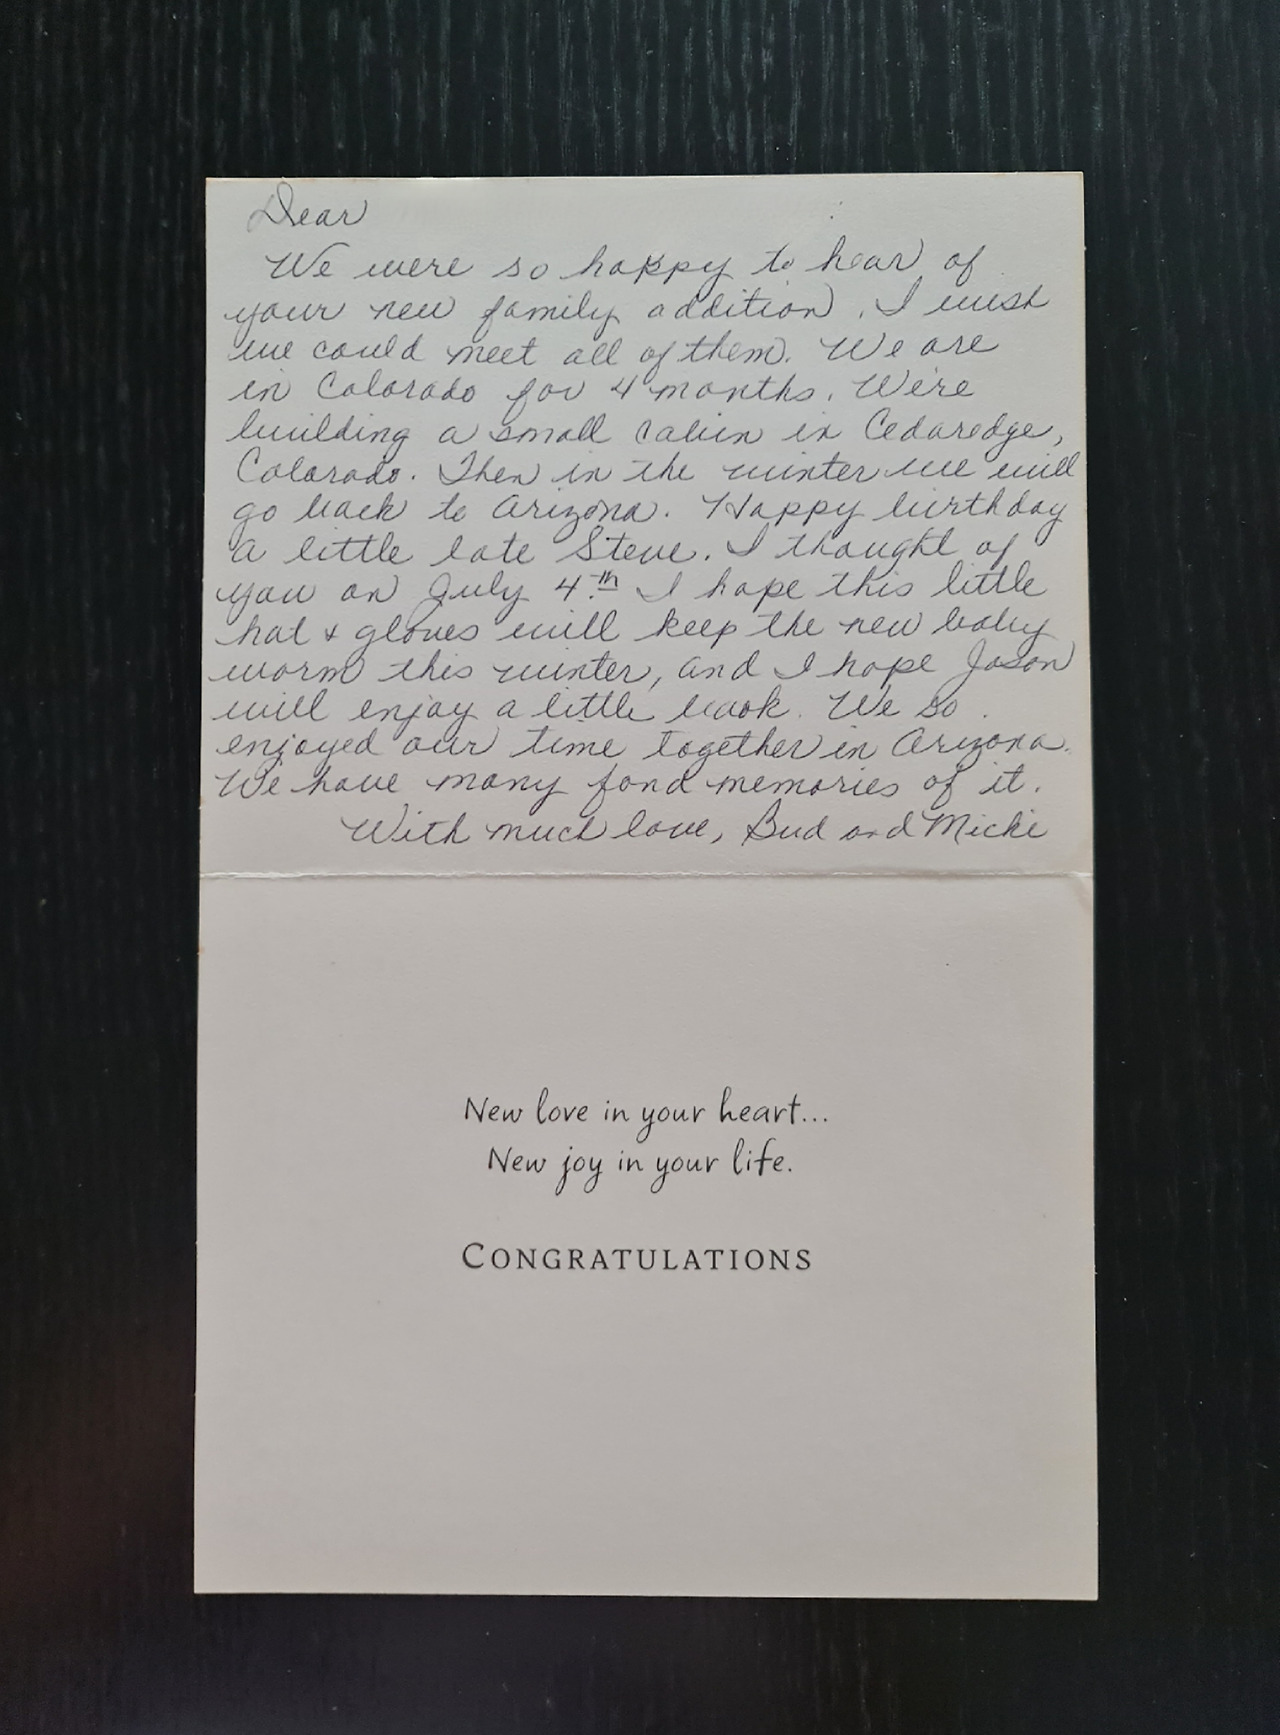 Dear
We were so happy to hear of
your new family addition. I wish
we could meet all of them. We are
in Colorado for 4 months. We're
building a small cabin in Cedaredge,
Colorado. Then in the winter we will
go back to Arizona. Happy birthday
a little late Steve. I thought of
you on July 4th I hope this little
hat & gloves will keep the new baby
warm this winter, and I hope Jason
will enjoy a little book. We so
enjoyed our time together in Arizona.
We have many fond memories of it.
With much love, Bud and Micki
New love in your heart...
New joy in your life.
CONGRATULATIONS